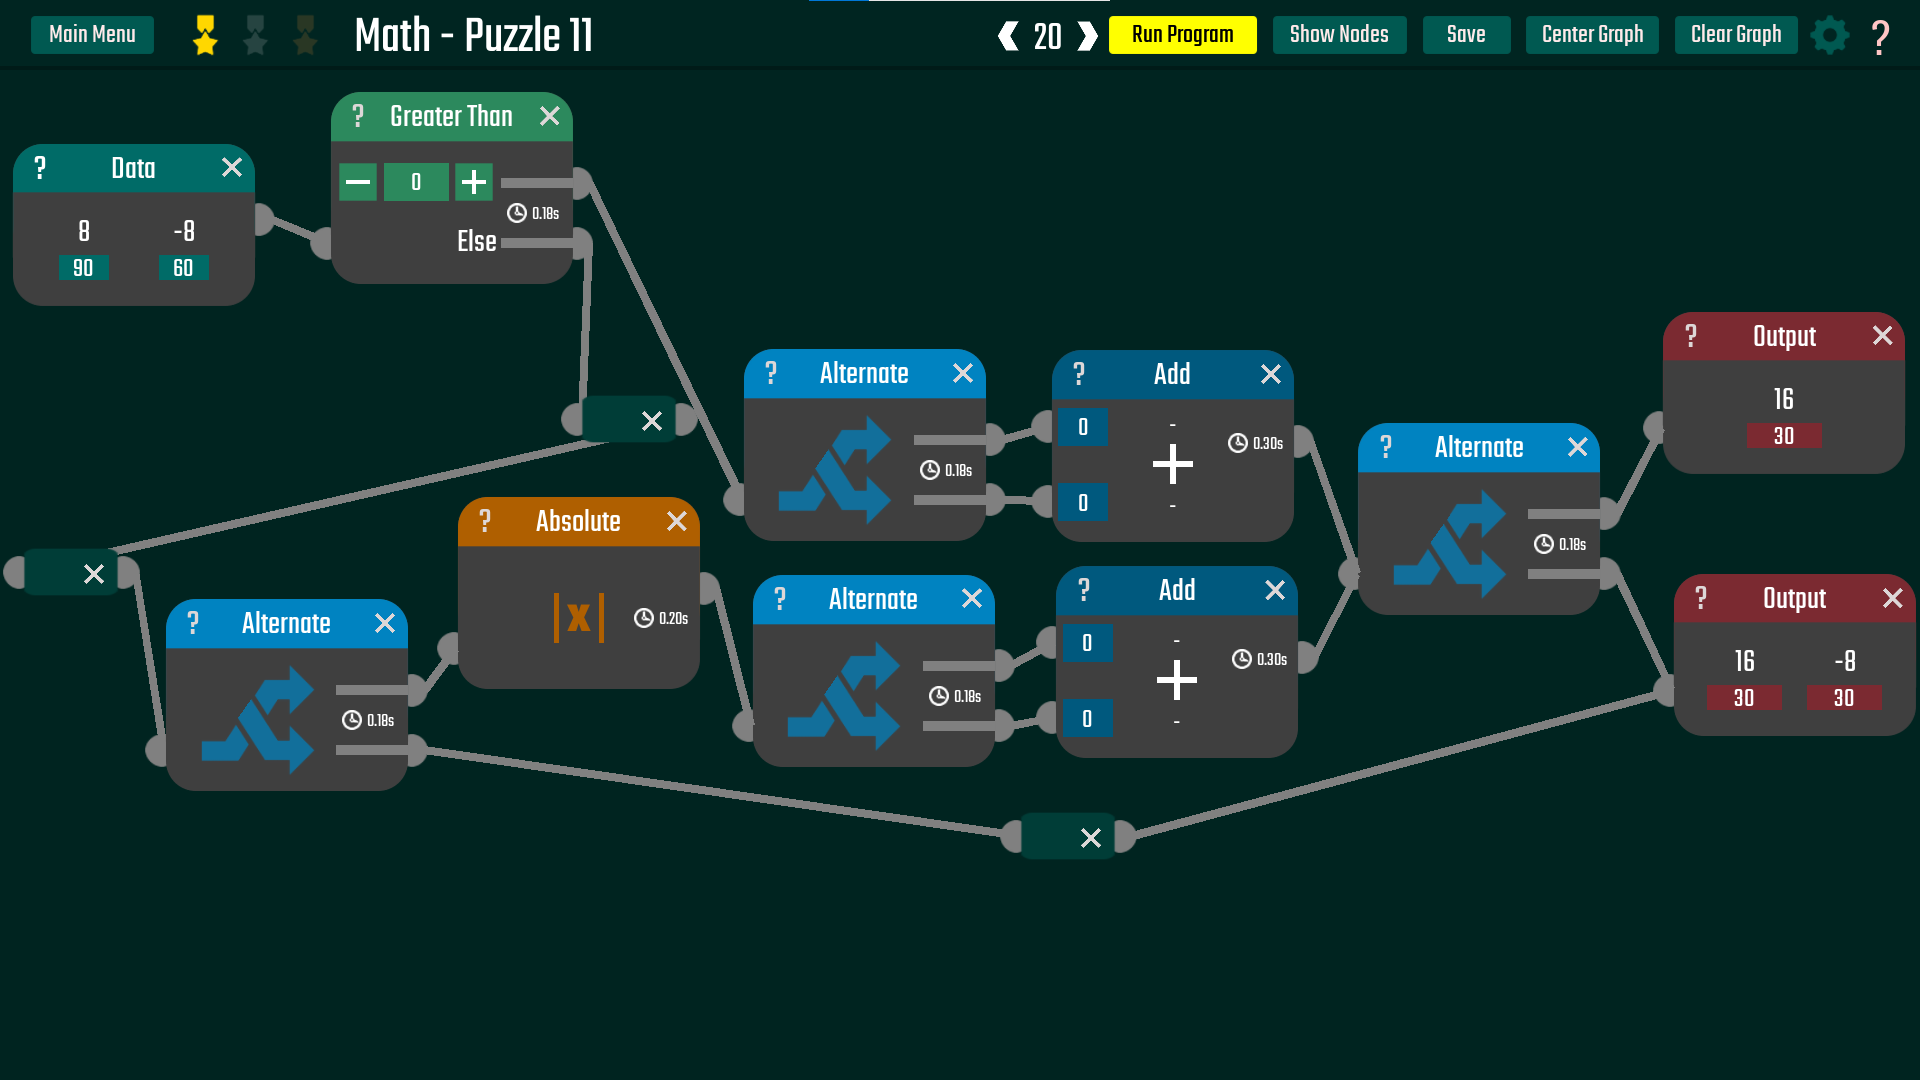 Main Menu
Math - Puzzle 11
20
Run Program
Show Nodes
Save
Center Graph
Clear Graph
?
? Greater Than
0
0.18s
Else
? Data
8 -8
90 60
? Alternate
0.18s
? Add
0 -
0.30s
0 -
? Alternate
0.18s
? Output
16
30
? Absolute
|x|
0.20s
? Alternate
0.18s
? Add
0 -
0.30s
0 -
? Output
16 -8
30 30
? Alternate
0.18s